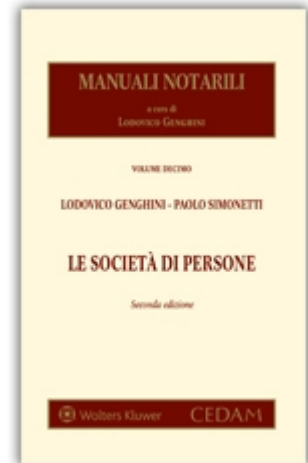 MANUALI NOTARILI
a cura di
LODOVICO GENGHINI
VOLUME DECIMO
LODOVICO GENGHINI - PAOLO SIMONETTI
LE SOCIETÀ DI PERSONE
Seconda edizione
Wolters Kluwer CEDAM